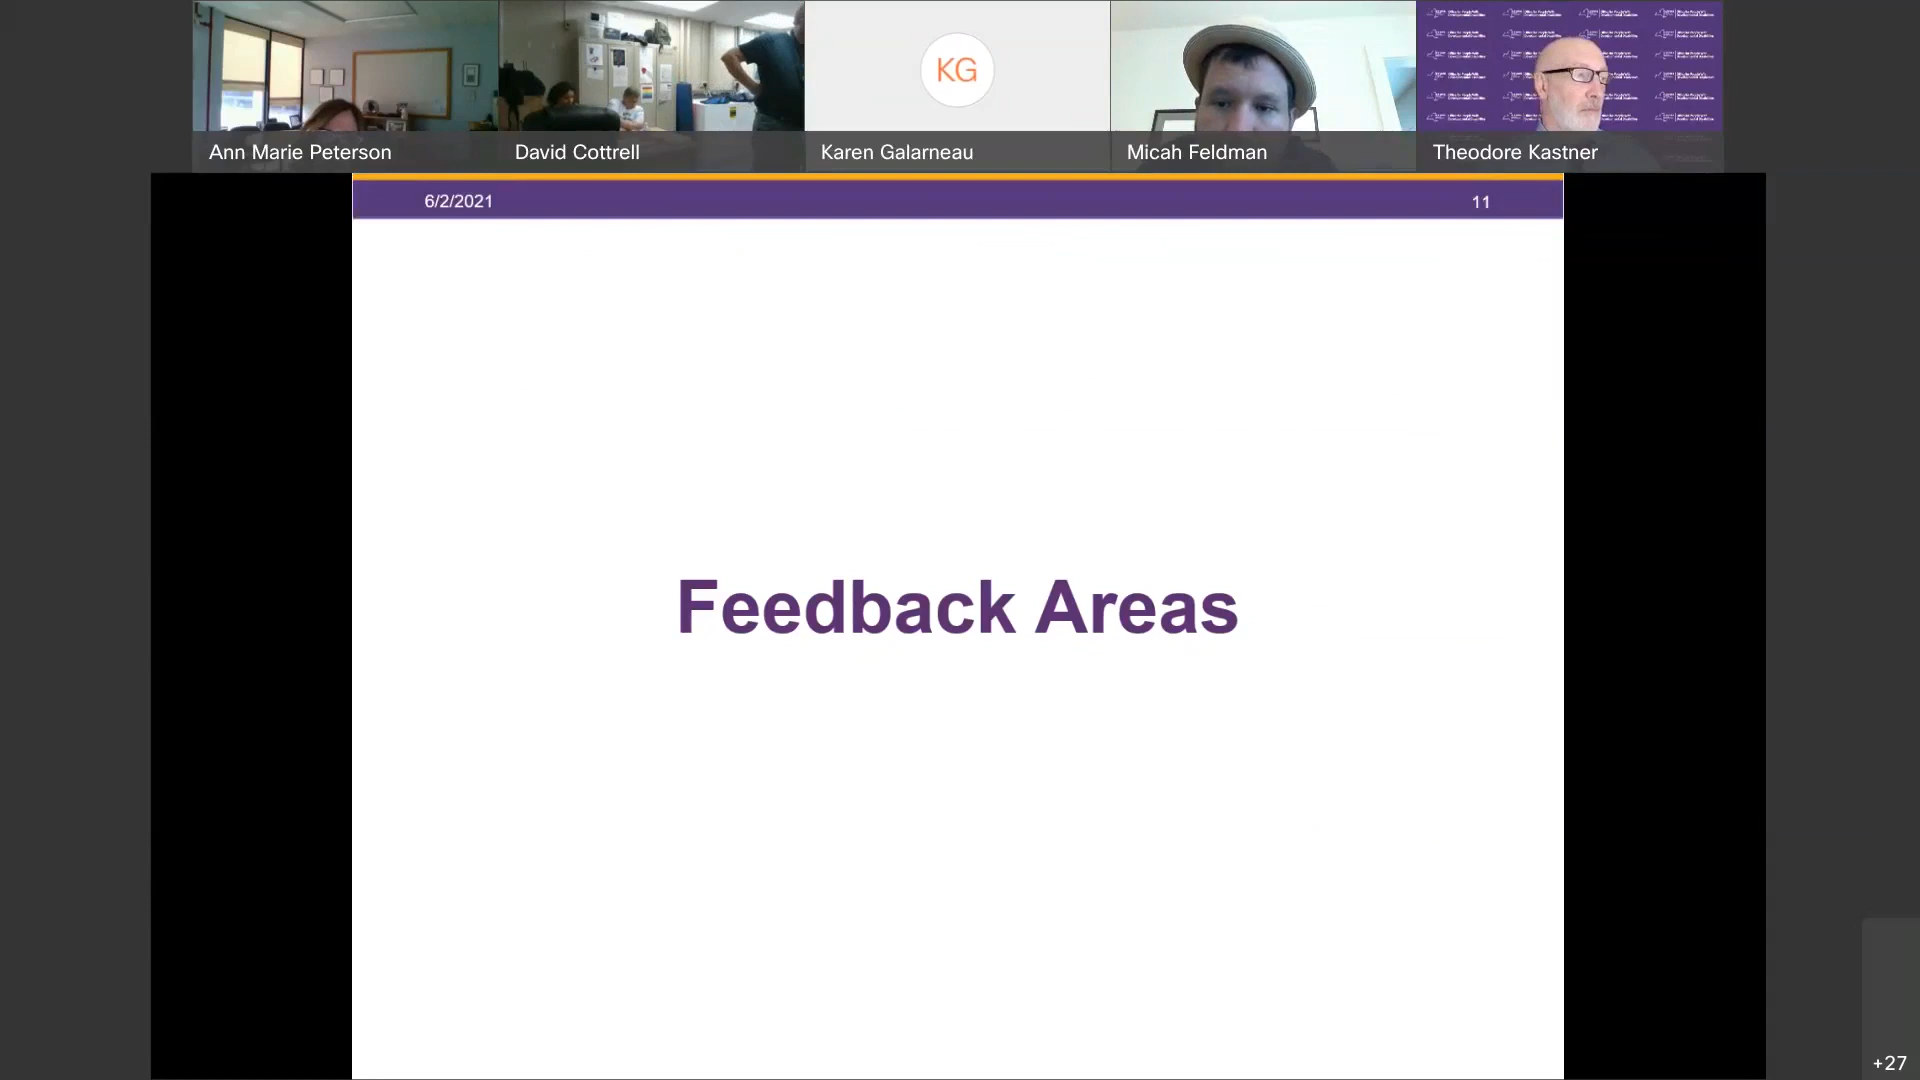 KG
Ann Marie Peterson
David Cottrell
Karen Galarneau
Micah Feldman
Theodore Kastner
6/2/2021
11
Feedback Areas
+27